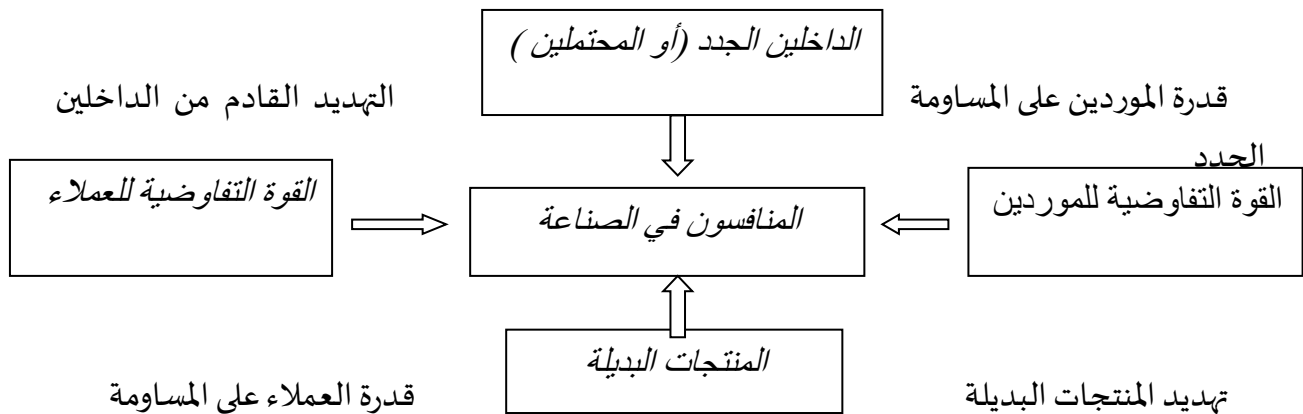 الداخلين الجدد (أو المحتملين )
قدرة الموردين على المساومة
التهديد القادم من الداخلين
الجدد
القوة التفاوضية للموردين
المنافسون في الصناعة
القوة التفاوضية للعملاء
المنتجات البديلة
تهديد المنتجات البديلة
قدرة العملاء على المساومة